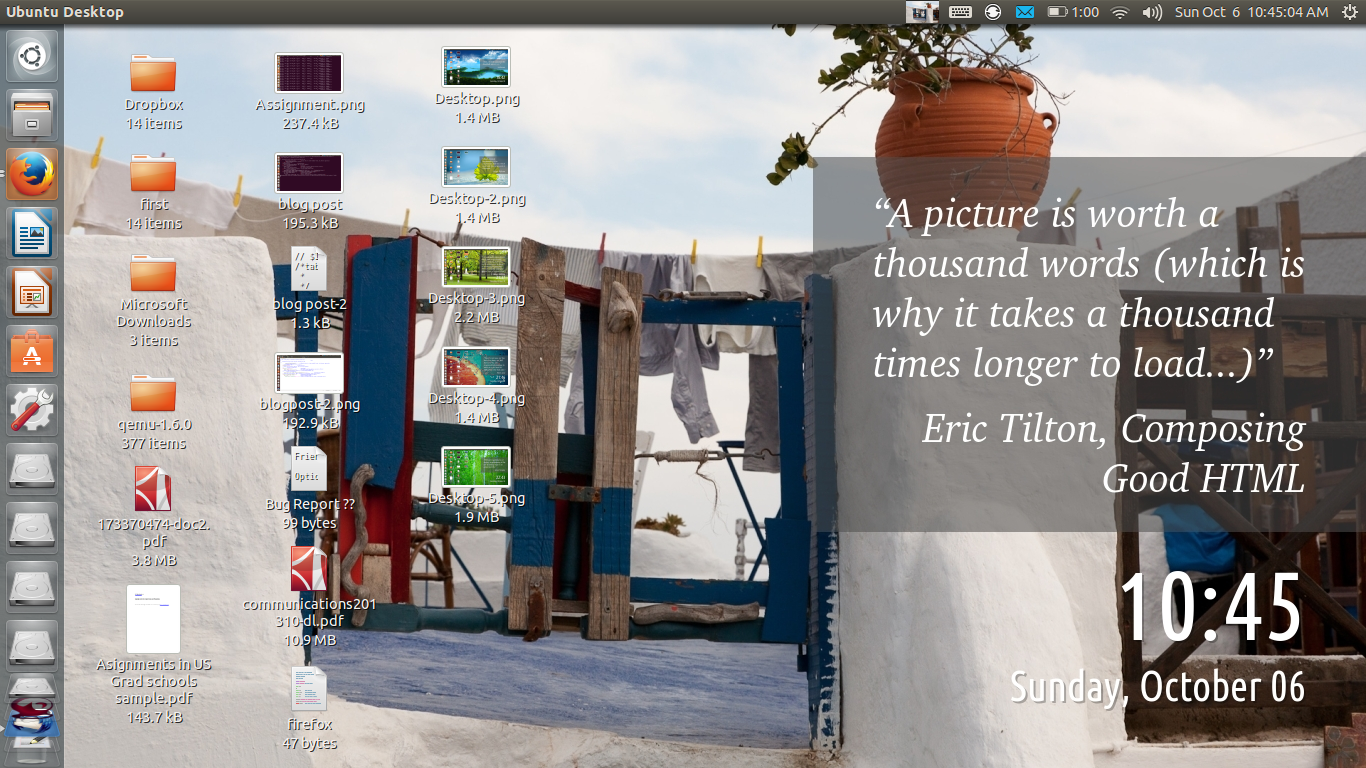 Ubuntu Desktop
1:00
Sun Oct 6 10:45:04 AM
Dropbox
14 items
first
14 items
Microsoft
Downloads
3 items
qemu-1.6.0
377 items
173370474-doc2.
pdf
3.8 MB
Asignments in US
Grad schools
sample.pdf
143.7 kB
Assignment.png
237.4 kB
blog post
195.3 kB
// $!
/*tat
+
+/
blog post-2
1.3 kB
blogpost-2.png
192.9 kB
Frier
Optic
Bug Report ??
99 bytes
communications201
310-dl.pdf
10.9 MB
firefox
47 bytes
Desktop.png
1.4 MB
Desktop-2.png
1.4 MB
Desktop-3.png
2.2 MB
Desktop-4.png
1.4 MB
Desktop-5.png
1.9 MB
“A picture is worth a
thousand words (which is
why it takes a thousand
times longer to load...)”
Eric Tilton, Composing
Good HTML
10:45
Sunday, October 06